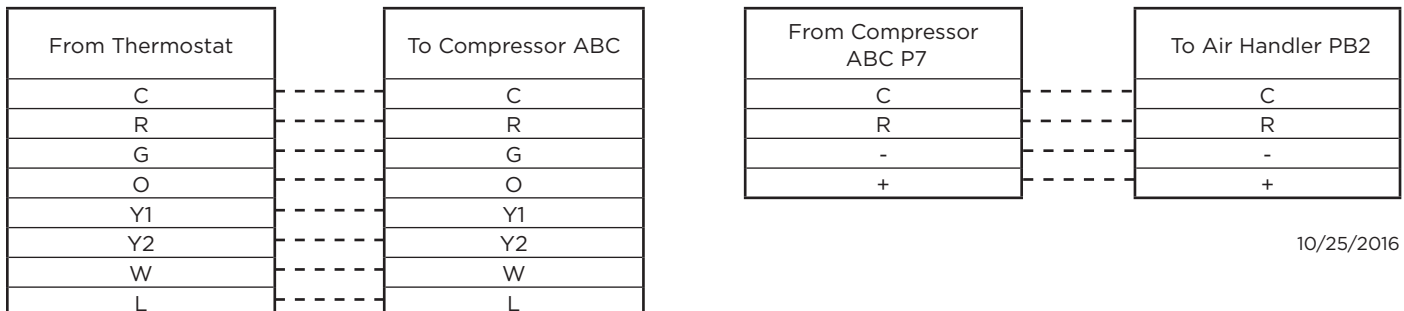 From Thermostat
To Compressor ABC
C C
R R
G G
O O
Y1 Y1
Y2 Y2
W W
L L
From Compressor
ABC P7
To Air Handler PB2
C C
R R
- -
+ +
10/25/2016